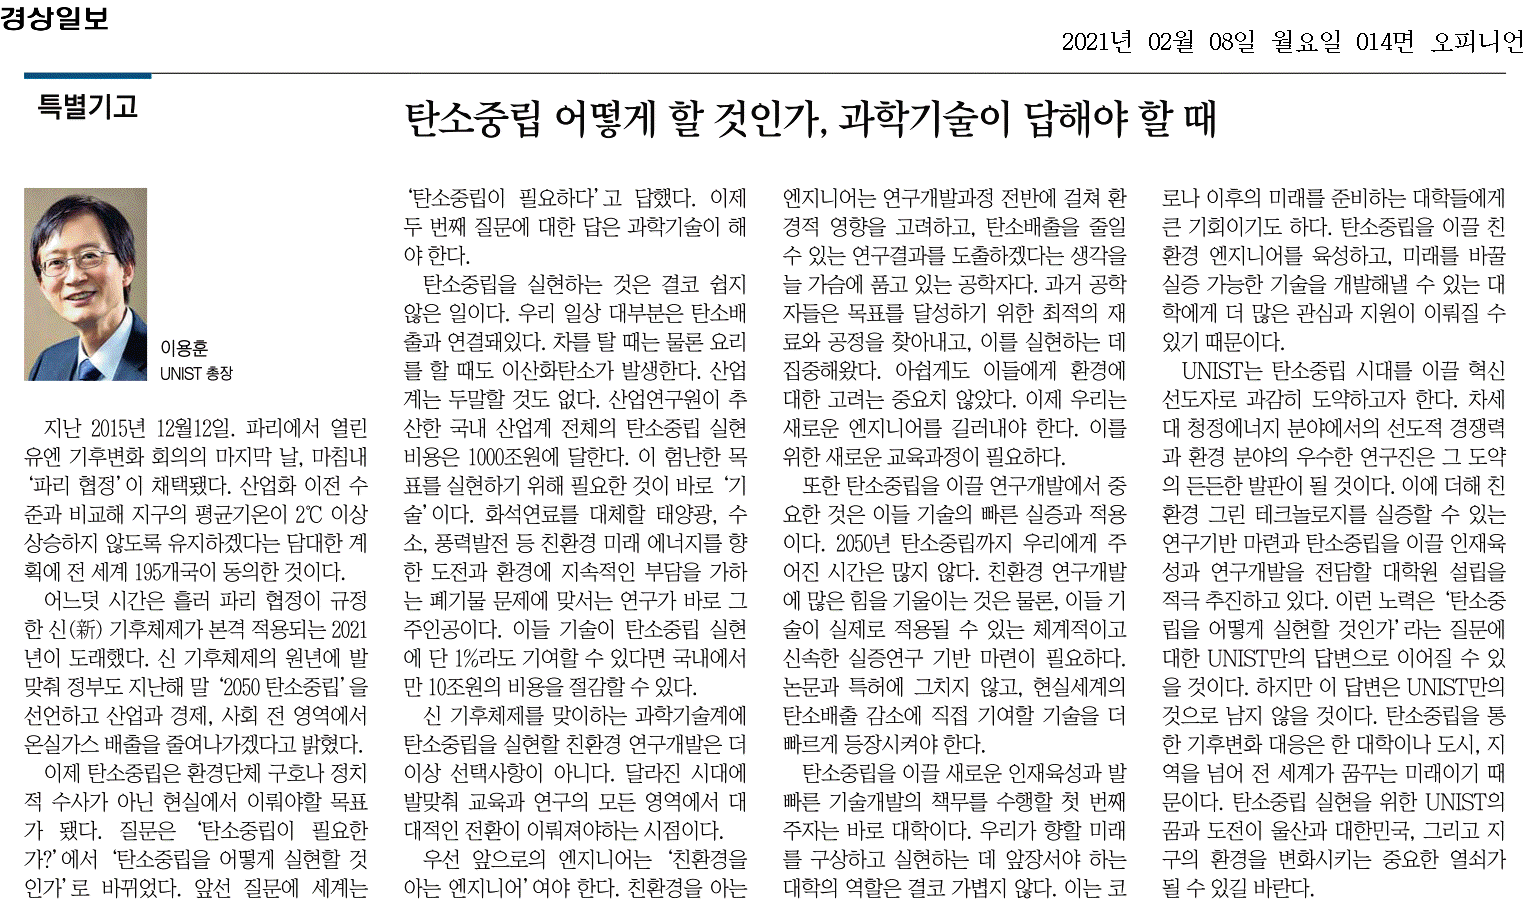 경상일보
2021년 02월 08일 월요일 014면 오피니언
특별기고
탄소중립 어떻게 할 것인가, 과학기술이 답해야 할 때
이용훈
UNIST 총장
지난 2015년 12월12일. 파리에서 열린
유엔 기후변화 회의의 마지막 날, 마침내
‘파리 협정’이 채택됐다. 산업화 이전 수
준과 비교해 지구의 평균기온이 2℃ 이상
상승하지 않도록 유지하겠다는 담대한 계
획에 전 세계 195개국이 동의한 것이다.
어느덧 시간은 흘러 파리 협정이 규정
한 신(新) 기후체제가 본격 적용되는 2021
년이 도래했다. 신 기후체제의 원년에 발
맞춰 정부도 지난해 말 ‘2050 탄소중립’을
선언하고 산업과 경제, 사회 전 영역에서
온실가스 배출을 줄여나가겠다고 밝혔다.
이제 탄소중립은 환경단체 구호나 정치
적 수사가 아닌 현실에서 이뤄야할 목표
가 됐다. 질문은 ‘탄소중립이 필요한
가?’에서 ‘탄소중립을 어떻게 실현할 것
인가’로 바뀌었다. 앞선 질문에 세계는
‘탄소중립이 필요하다’고 답했다. 이제
두 번째 질문에 대한 답은 과학기술이 해
야 한다.
탄소중립을 실현하는 것은 결코 쉽지
않은 일이다. 우리 일상 대부분은 탄소배
출과 연결돼있다. 차를 탈 때는 물론 요리
를 할 때도 이산화탄소가 발생한다. 산업
계는 두말할 것도 없다. 산업연구원이 추
산한 국내 산업계 전체의 탄소중립 실현
비용은 1000조원에 달한다. 이 험난한 목
표를 실현하기 위해 필요한 것이 바로 ‘기
술’이다. 화석연료를 대체할 태양광, 수
소, 풍력발전 등 친환경 미래 에너지를 향
한 도전과 환경에 지속적인 부담을 가하
는 폐기물 문제에 맞서는 연구가 바로 그
주인공이다. 이들 기술이 탄소중립 실현
에 단 1%라도 기여할 수 있다면 국내에서
만 10조원의 비용을 절감할 수 있다.
신 기후체제를 맞이하는 과학기술계에
탄소중립을 실현할 친환경 연구개발은 더
이상 선택사항이 아니다. 달라진 시대에
발맞춰 교육과 연구의 모든 영역에서 대
대적인 전환이 이뤄져야하는 시점이다.
우선 앞으로의 엔지니어는 ‘친환경을
아는 엔지니어’여야 한다. 친환경을 아는
엔지니어는 연구개발과정 전반에 걸쳐 환
경적 영향을 고려하고, 탄소배출을 줄일
수 있는 연구결과를 도출하겠다는 생각을
늘 가슴에 품고 있는 공학자다. 과거 공학
자들은 목표를 달성하기 위한 최적의 재
료와 공정을 찾아내고, 이를 실현하는 데
집중해왔다. 아쉽게도 이들에게 환경에
대한 고려는 중요치 않았다. 이제 우리는
새로운 엔지니어를 길러내야 한다. 이를
위한 새로운 교육과정이 필요하다.
또한 탄소중립을 이끌 연구개발에서 중
요한 것은 이들 기술의 빠른 실증과 적용
이다. 2050년 탄소중립까지 우리에게 주
어진 시간은 많지 않다. 친환경 연구개발
에 많은 힘을 기울이는 것은 물론, 이들 기
술이 실제로 적용될 수 있는 체계적이고
신속한 실증연구 기반 마련이 필요하다.
논문과 특허에 그치지 않고, 현실세계의
탄소배출 감소에 직접 기여할 기술을 더
빠르게 등장시켜야 한다.
탄소중립을 이끌 새로운 인재육성과 발
빠른 기술개발의 책무를 수행할 첫 번째
주자는 바로 대학이다. 우리가 향할 미래
를 구상하고 실현하는 데 앞장서야 하는
대학의 역할은 결코 가볍지 않다. 이는 코
로나 이후의 미래를 준비하는 대학들에게
큰 기회이기도 하다. 탄소중립을 이끌 친
환경 엔지니어를 육성하고, 미래를 바꿀
실증 가능한 기술을 개발해낼 수 있는 대
학에게 더 많은 관심과 지원이 이뤄질 수
있기 때문이다.
UNIST는 탄소중립 시대를 이끌 혁신
선도자로 과감히 도약하고자 한다. 차세
대 청정에너지 분야에서의 선도적 경쟁력
과 환경 분야의 우수한 연구진은 그 도약
의 든든한 발판이 될 것이다. 이에 더해 친
환경 그린 테크놀로지를 실증할 수 있는
연구기반 마련과 탄소중립을 이끌 인재육
성과 연구개발을 전담할 대학원 설립을
적극 추진하고 있다. 이런 노력은 ‘탄소중
립을 어떻게 실현할 것인가’라는 질문에
대한 UNIST만의 답변으로 이어질 수 있
을 것이다. 하지만 이 답변은 UNIST만의
것으로 남지 않을 것이다. 탄소중립을 통
한 기후변화 대응은 한 대학이나 도시, 지
역을 넘어 전 세계가 꿈꾸는 미래이기 때
문이다. 탄소중립 실현을 위한 UNIST의
꿈과 도전이 울산과 대한민국, 그리고 지
구의 환경을 변화시키는 중요한 열쇠가
될 수 있길 바란다.